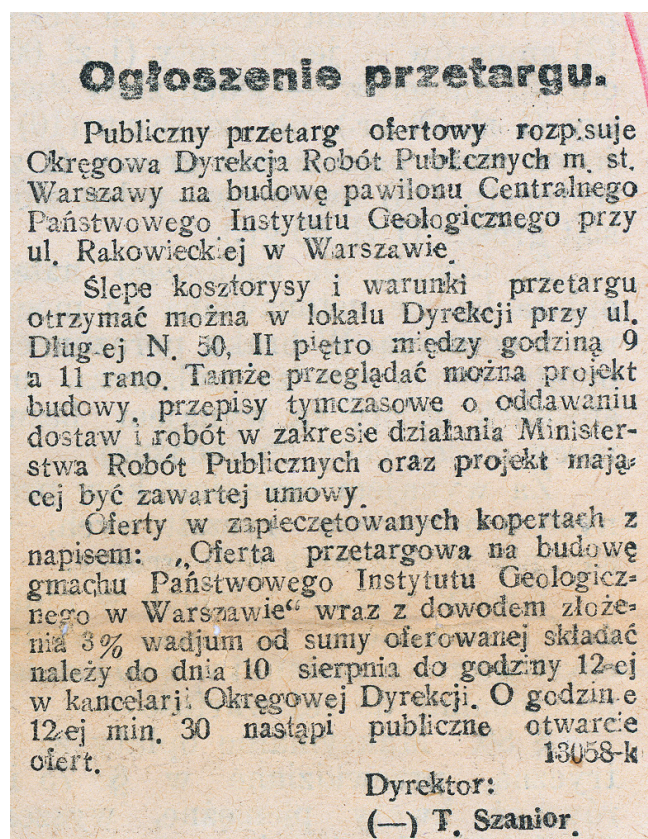 Ogłoszenie przetargu.
Publiczny przetarg ofertowy rozpisuje
Okręgowa Dyrekcja Robót Publicznych m. st.
Warszawy na budowę pawilonu Centralnego
Państwowego Instytutu Geologicznego przy
ul. Rakowieckiej w Warszawie.
Ślepe kosztorysy i warunki przetargu
otrzymać można w lokalu Dyrekcji przy ul.
Długiej N. 50, II piętro między godziną 9
a 11 rano. Tamże przeglądać można projekt
budowy, przepisy tymczasowe o oddawaniu
dostaw i robót w zakresie działania Minister-
stwa Robót Publicznych oraz projekt mają-
cej być zawartej umowy.
Oferty w zapieczętowanych kopertach z
napisem: „Oferta przetargowa na budowę
gmachu Państwowego Instytutu Geologicz-
nego w Warszawie“ wraz z dowodem złoże-
nia 3% wadjum od sumy oferowanej składać
należy do dnia 10 sierpnia do godziny 12-ej
w kancelarji Okręgowej Dyrekcji. O godzinie
12-ej min. 30 nastąpi publiczne otwarcie
ofert. 13058-k
Dyrektor:
(—) T. Szanior.